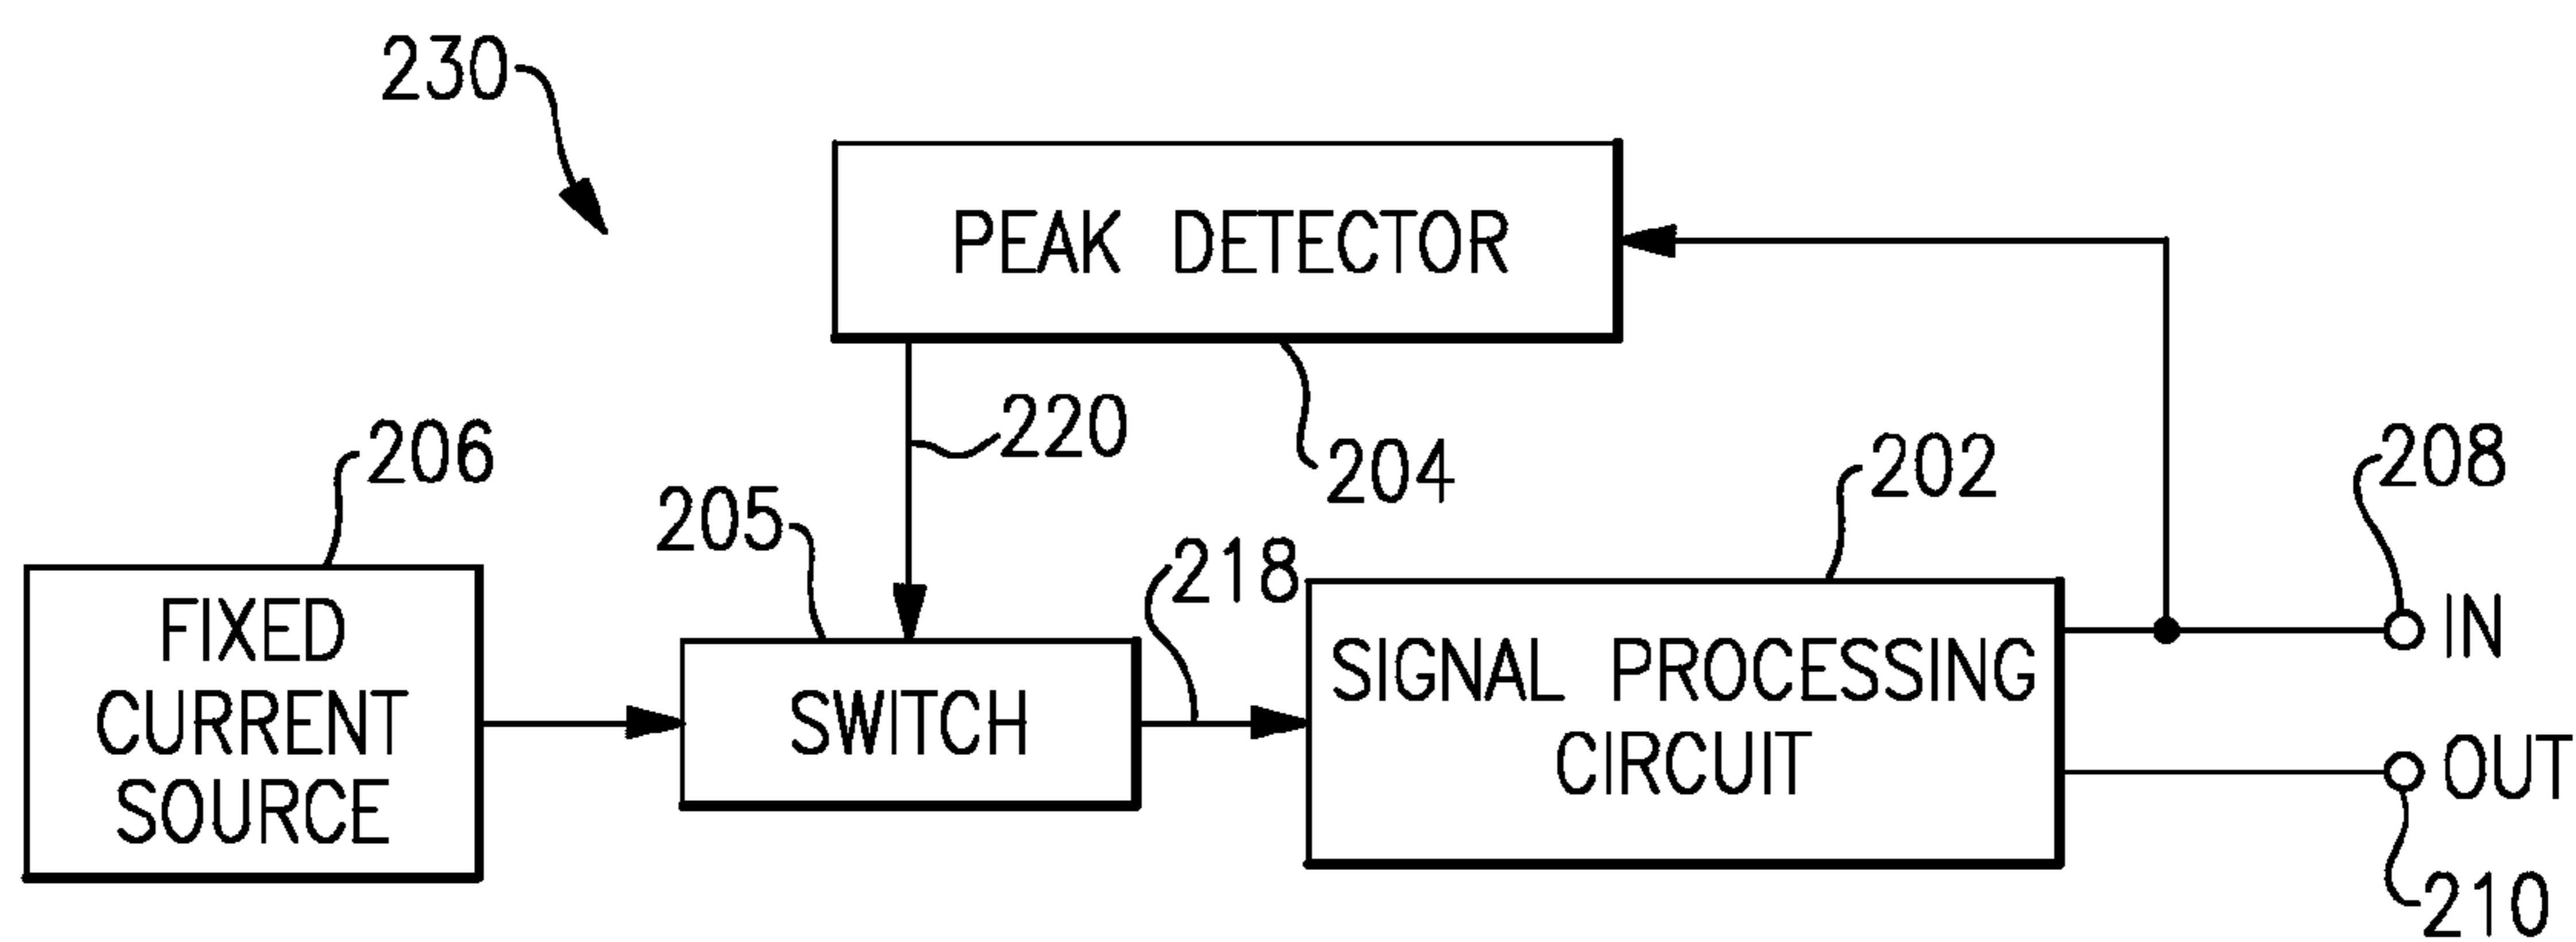 230
PEAK DETECTOR
220
204
206
205
218
202
208
FIXED
CURRENT
SOURCE
SWITCH
SIGNAL PROCESSING
CIRCUIT
IN
OUT
210